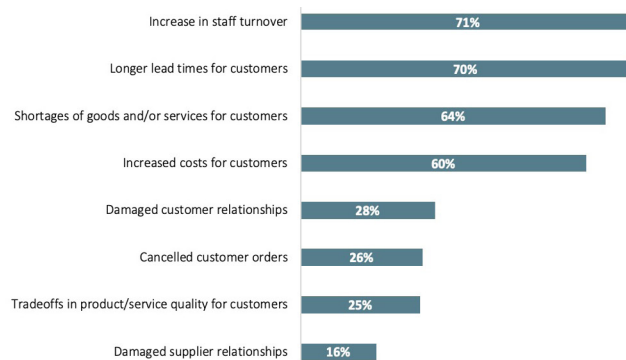 Increase in staff turnover 71%
Longer lead times for customers 70%
Shortages of goods and/or services for customers 64%
Increased costs for customers 60%
Damaged customer relationships 28%
Cancelled customer orders 26%
Tradeoffs in product/service quality for customers 25%
Damaged supplier relationships 16%